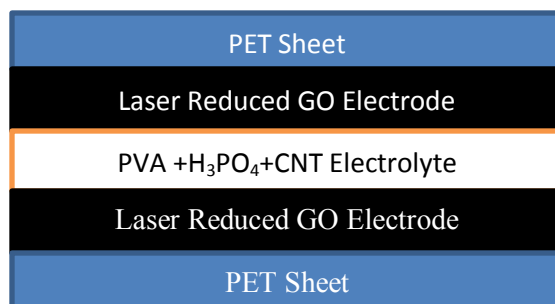 PET Sheet
Laser Reduced GO Electrode
PVA +H₃PO₄+CNT Electrolyte
Laser Reduced GO Electrode
PET Sheet